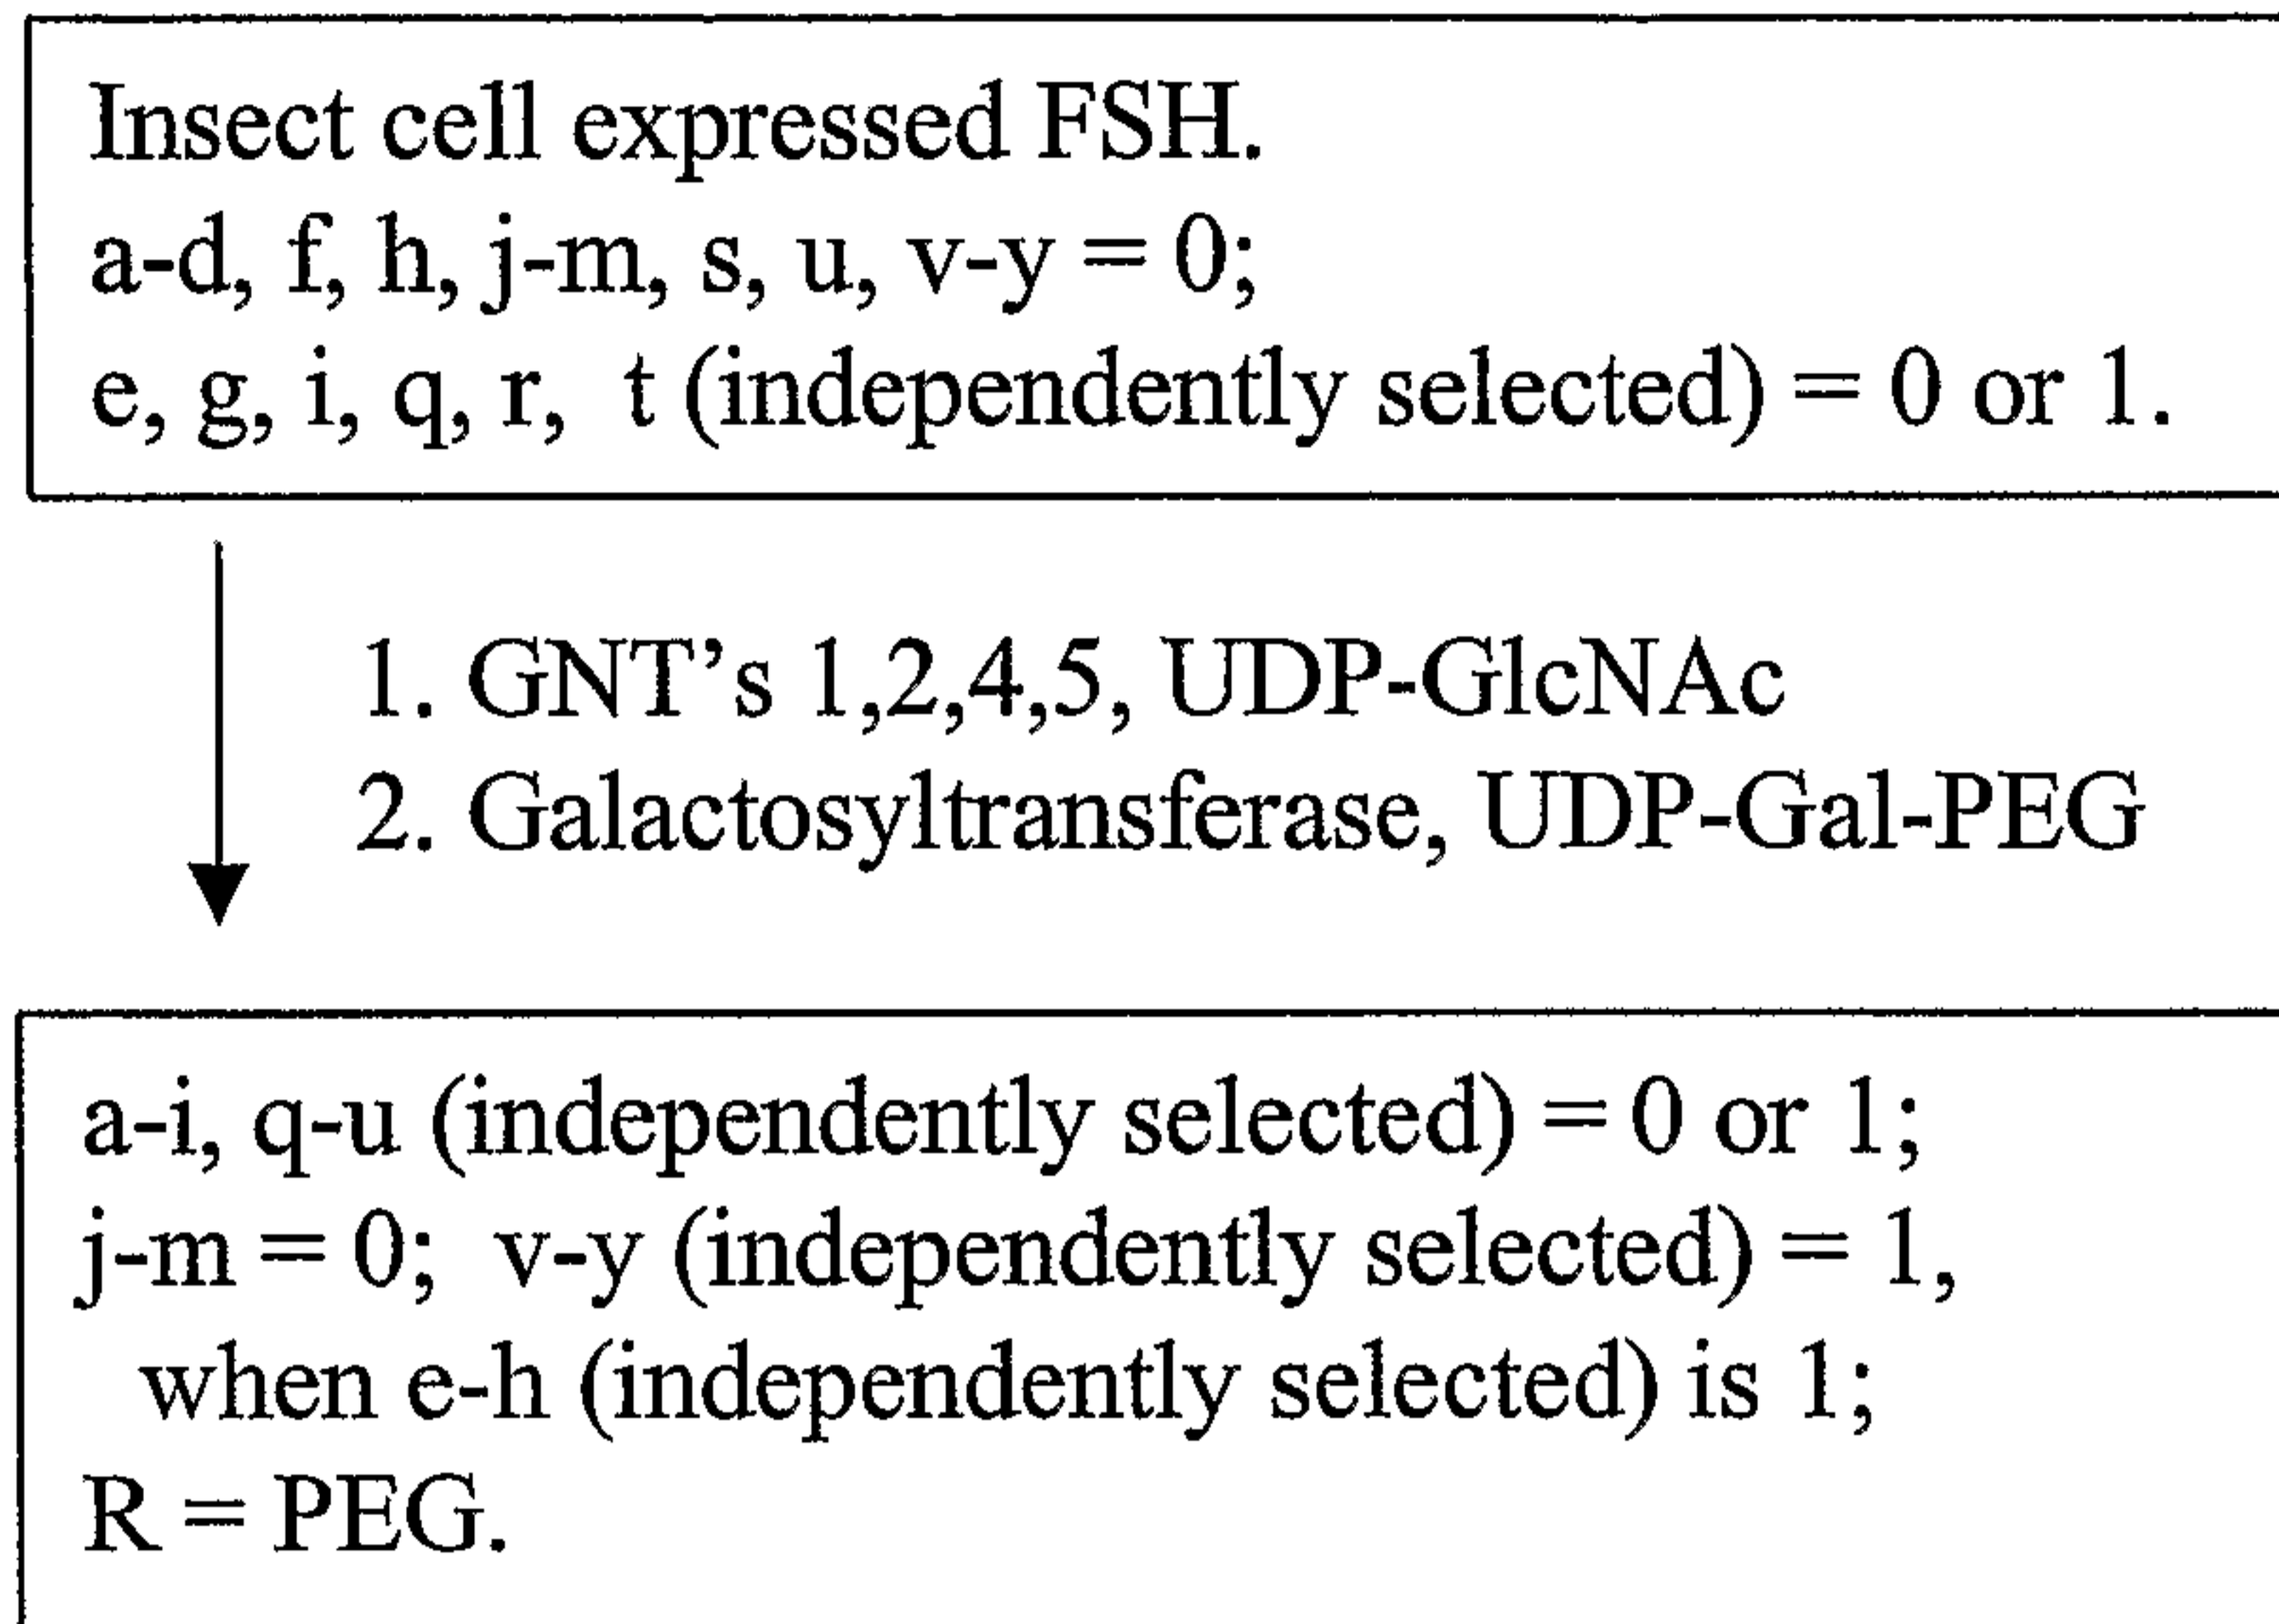 Insect cell expressed FSH.
a-d, f, h, j-m, s, u, v-y = 0;
e, g, i, q, r, t (independently selected) = 0 or 1.
1. GNT’s 1,2,4,5, UDP-GlcNAc
2. Galactosyltransferase, UDP-Gal-PEG
a-i, q-u (independently selected) = 0 or 1;
j-m = 0; v-y (independently selected) = 1,
when e-h (independently selected) is 1;
R = PEG.